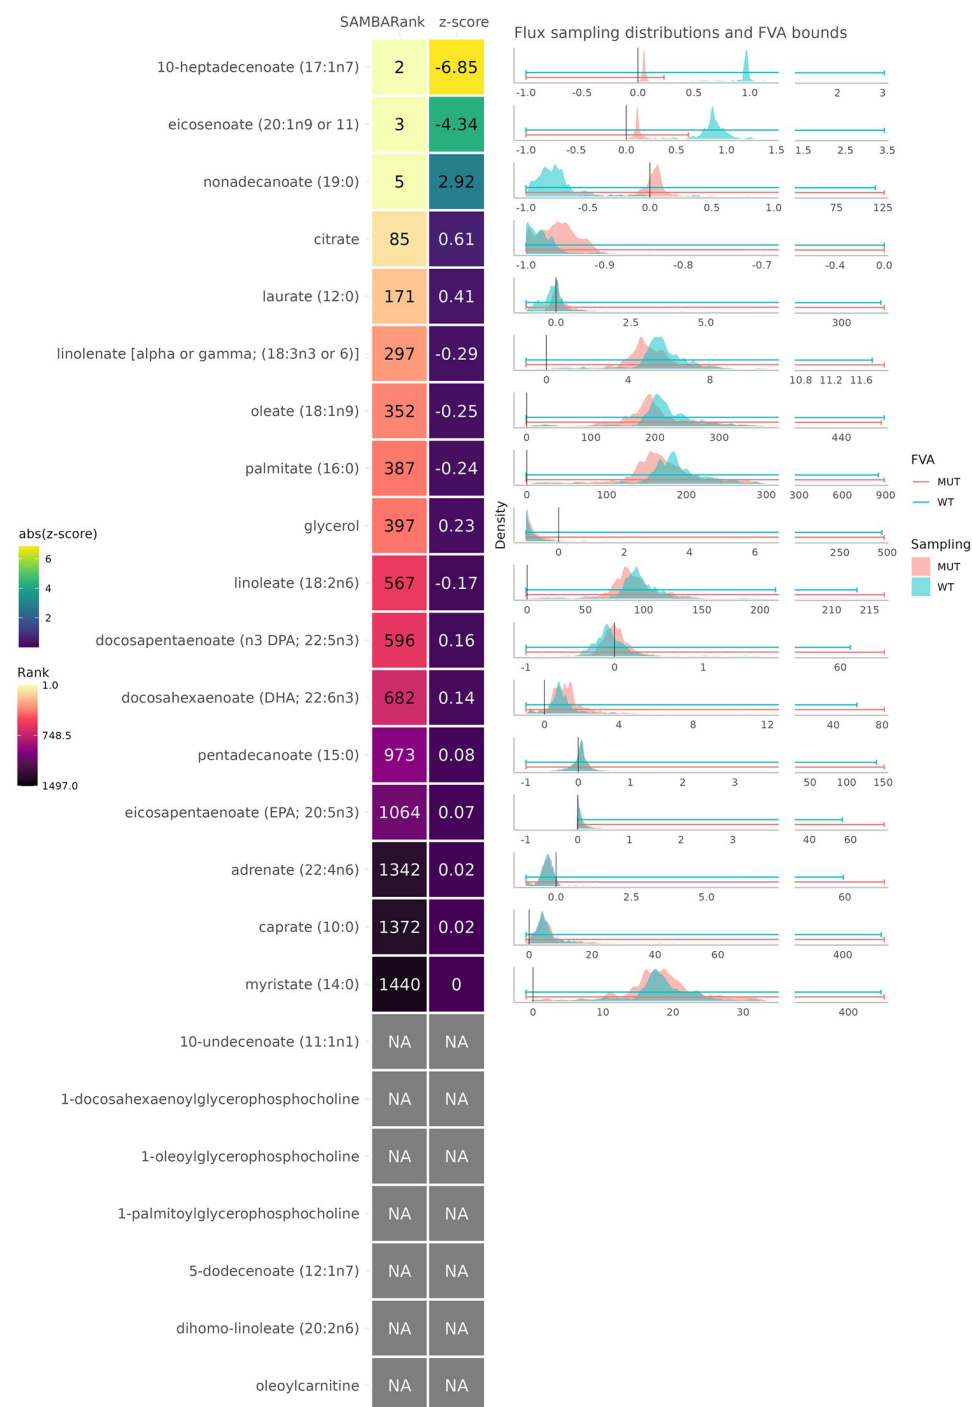 SAMBARank z-score
Flux sampling distributions and FVA bounds
10-heptadecenoate (17:1n7) 2 -6.85
-1.0 -0.5 0.0 0.5 1.0 2 3
eicosenoate (20:1n9 or 11) 3 -4.34
-1.0 -0.5 0.0 0.5 1.0 1.5 1.5 2.5 3.5
nonadecanoate (19:0) 5 2.92
-1.0 -0.5 0.0 0.5 1.0 75 125
citrate 85 0.61
-1.0 -0.9 -0.8 -0.7 -0.4 0.0
laurate (12:0) 171 0.41
0.0 2.5 5.0 300
linolenate [alpha or gamma; (18:3n3 or 6)] 297 -0.29
0 4 8 10.8 11.2 11.6
oleate (18:1n9) 352 -0.25
0 100 200 300 440
palmitate (16:0) 387 -0.24
0 100 200 300 300 600 900
glycerol 397 0.23
0 2 4 6 250 500
linoleate (18:2n6) 567 -0.17
0 50 100 150 200 210 215
docosapentaenoate (n3 DPA; 22:5n3) 596 0.16
-1 0 1 60
docosahexaenoate (DHA; 22:6n3) 682 0.14
0 4 8 12 40 80
pentadecanoate (15:0) 973 0.08
-1 0 1 2 3 50 100 150
eicosapentaenoate (EPA; 20:5n3) 1064 0.07
-1 0 1 2 3 40 60
adrenate (22:4n6) 1342 0.02
0.0 2.5 5.0 60
caprate (10:0) 1372 0.02
0 20 40 60 400
myristate (14:0) 1440 0
0 10 20 30 400
10-undecenoate (11:1n1) NA NA
1-docosahexaenoylglycerophosphocholine NA NA
1-oleoylglycerophosphocholine NA NA
1-palmitoylglycerophosphocholine NA NA
5-dodecenoate (12:1n7) NA NA
dihomo-linoleate (20:2n6) NA NA
oleoylcarnitine NA NA
Density
abs(z-score)
6
4
2
Rank
1.0
748.5
1497.0
FVA
MUT
WT
Sampling
MUT
WT